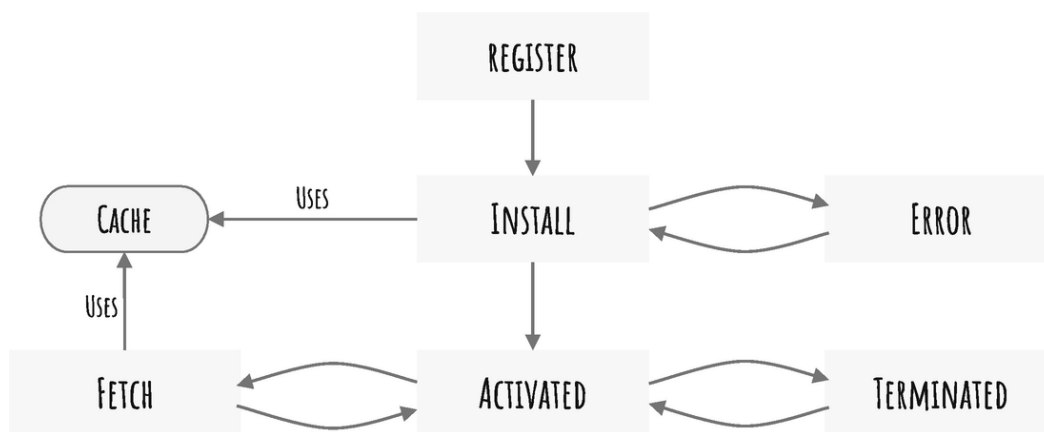 REGISTER
USES
CACHE
INSTALL
ERROR
USES
FETCH
ACTIVATED
TERMINATED